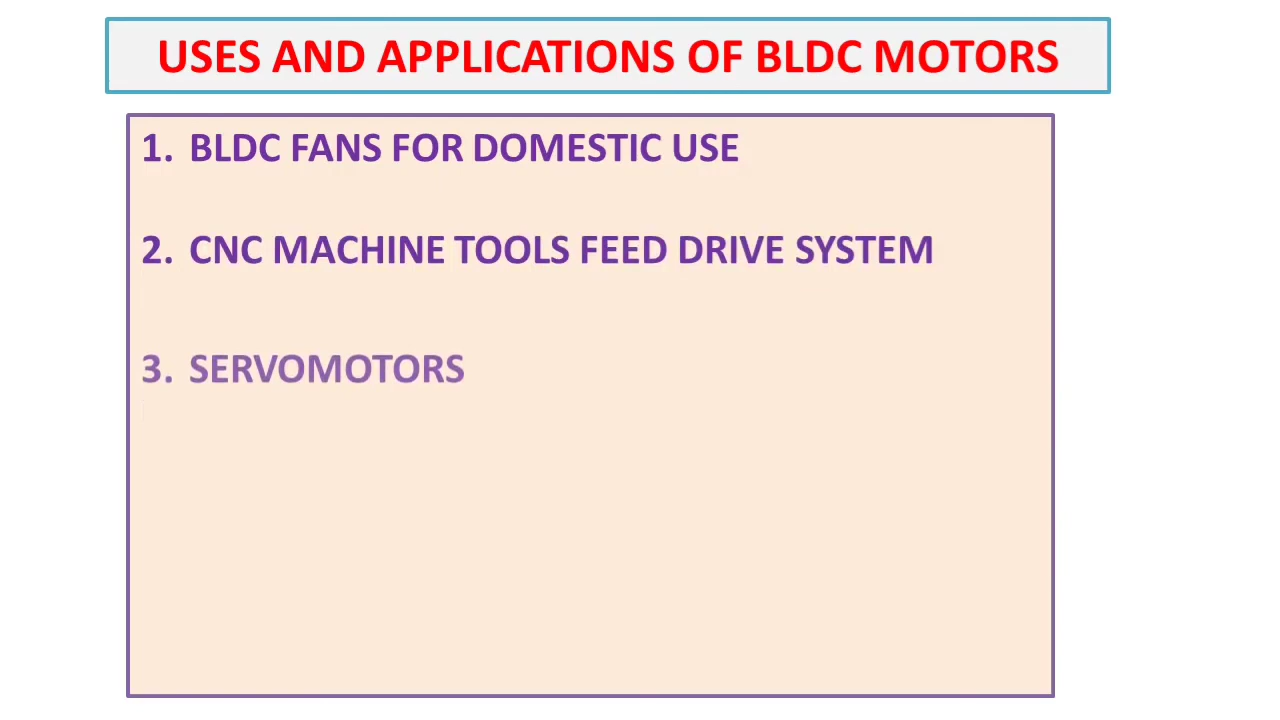 USES AND APPLICATIONS OF BLDC MOTORS
1. BLDC FANS FOR DOMESTIC USE
2. CNC MACHINE TOOLS FEED DRIVE SYSTEM
3. SERVOMOTORS